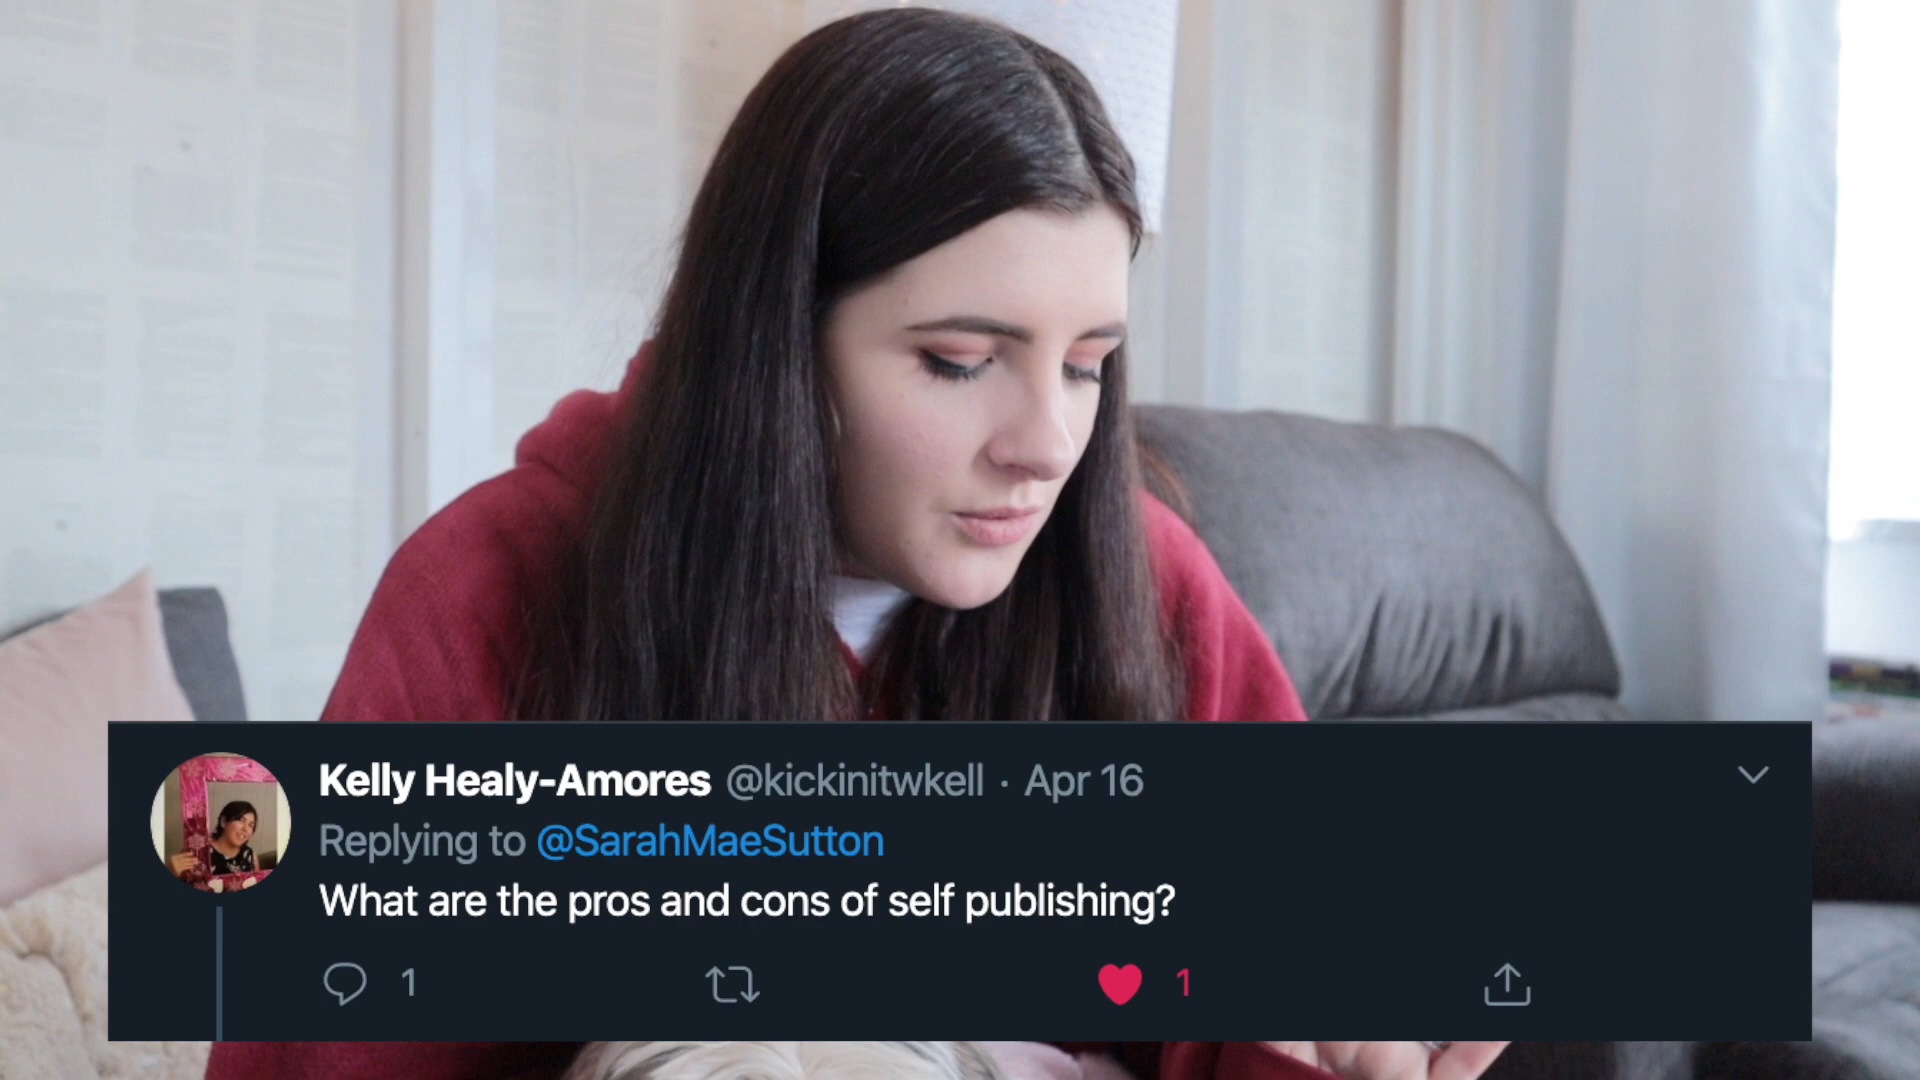 Kelly Healy-Amores @kickinitwkell · Apr 16
Replying to @SarahMaeSutton
What are the pros and cons of self publishing?
1 1